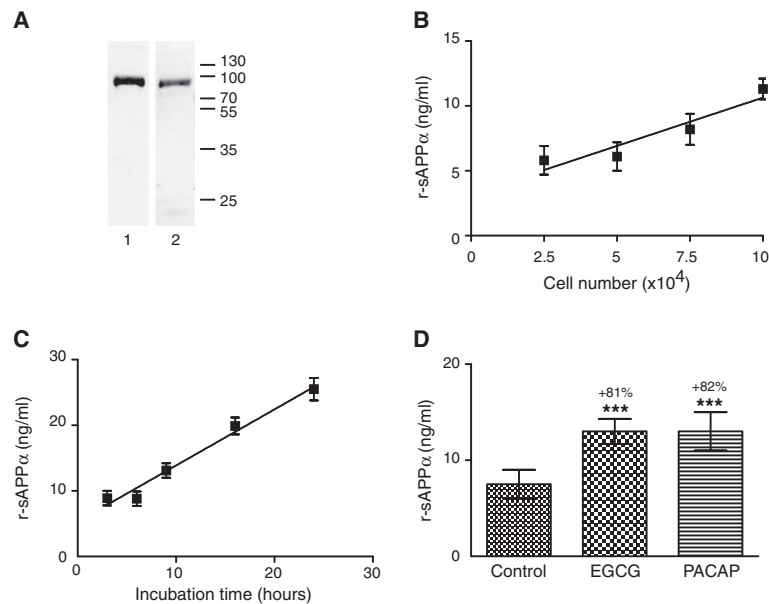 A
130
100
70
55
35
25
1 2
B
r-sAPPα (ng/ml)
15
10
5
0
0 2.5 5 7.5 10
Cell number (x10⁴)
C
r-sAPPα (ng/ml)
30
20
10
0
0 10 20 30
Incubation time (hours)
D
r-sAPPα (ng/ml)
20
10
0
+81%
***
+82%
***
Control EGCG PACAP